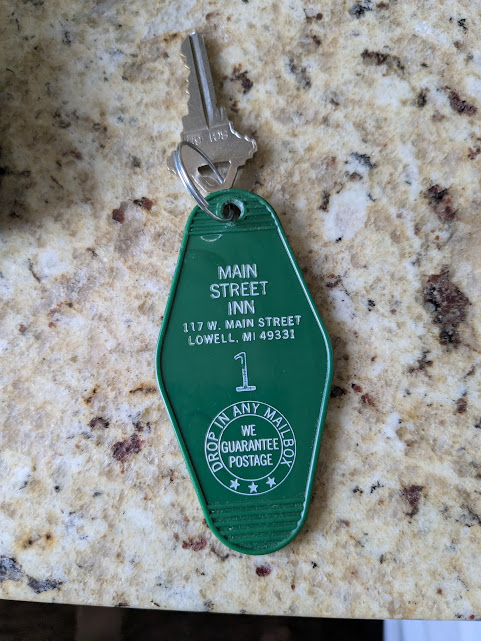 MAIN
STREET
INN
117 W. MAIN STREET
LOWELL, MI 49331
1
DROP IN ANY MAILBOX
WE
GUARANTEE
POSTAGE